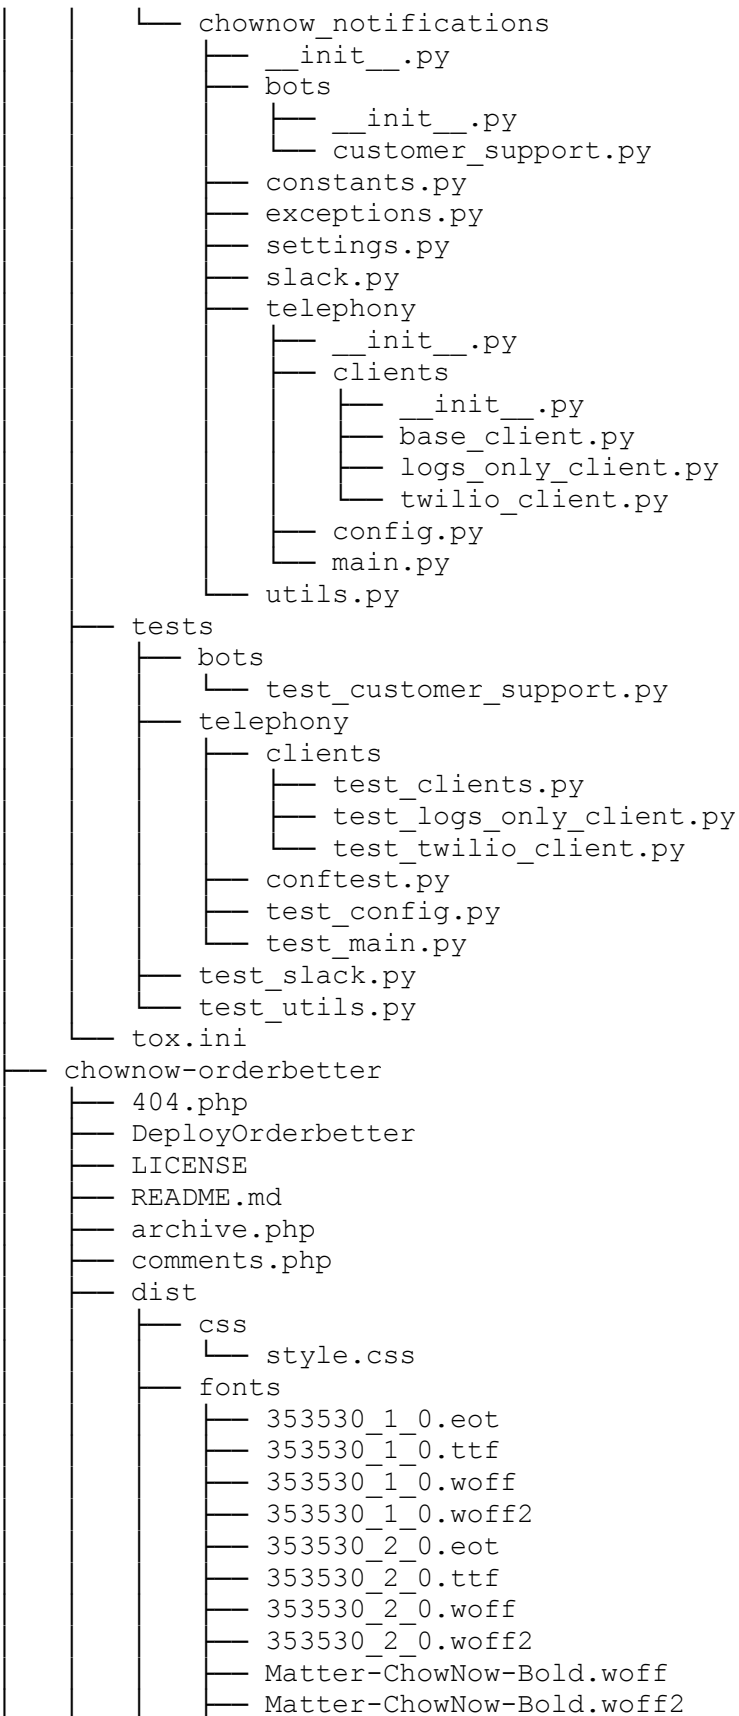 │   │   └── chownow_notifications
│   │       ├── __init__.py
│   │       ├── bots
│   │       │   ├── __init__.py
│   │       │   └── customer_support.py
│   │       ├── constants.py
│   │       ├── exceptions.py
│   │       ├── settings.py
│   │       ├── slack.py
│   │       ├── telephony
│   │       │   ├── __init__.py
│   │       │   ├── clients
│   │       │   │   ├── __init__.py
│   │       │   │   ├── base_client.py
│   │       │   │   ├── logs_only_client.py
│   │       │   │   └── twilio_client.py
│   │       │   ├── config.py
│   │       │   └── main.py
│   │       └── utils.py
│   ├── tests
│   │   ├── bots
│   │   │   └── test_customer_support.py
│   │   ├── telephony
│   │   │   ├── clients
│   │   │   │   ├── test_clients.py
│   │   │   │   ├── test_logs_only_client.py
│   │   │   │   └── test_twilio_client.py
│   │   │   ├── conftest.py
│   │   │   ├── test_config.py
│   │   │   └── test_main.py
│   │   ├── test_slack.py
│   │   └── test_utils.py
│   └── tox.ini
├── chownow-orderbetter
│   ├── 404.php
│   ├── DeployOrderbetter
│   ├── LICENSE
│   ├── README.md
│   ├── archive.php
│   ├── comments.php
│   ├── dist
│   │   ├── css
│   │   │   └── style.css
│   │   ├── fonts
│   │   │   ├── 353530_1_0.eot
│   │   │   ├── 353530_1_0.ttf
│   │   │   ├── 353530_1_0.woff
│   │   │   ├── 353530_1_0.woff2
│   │   │   ├── 353530_2_0.eot
│   │   │   ├── 353530_2_0.ttf
│   │   │   ├── 353530_2_0.woff
│   │   │   ├── 353530_2_0.woff2
│   │   │   ├── Matter-ChowNow-Bold.woff
│   │   │   ├── Matter-ChowNow-Bold.woff2